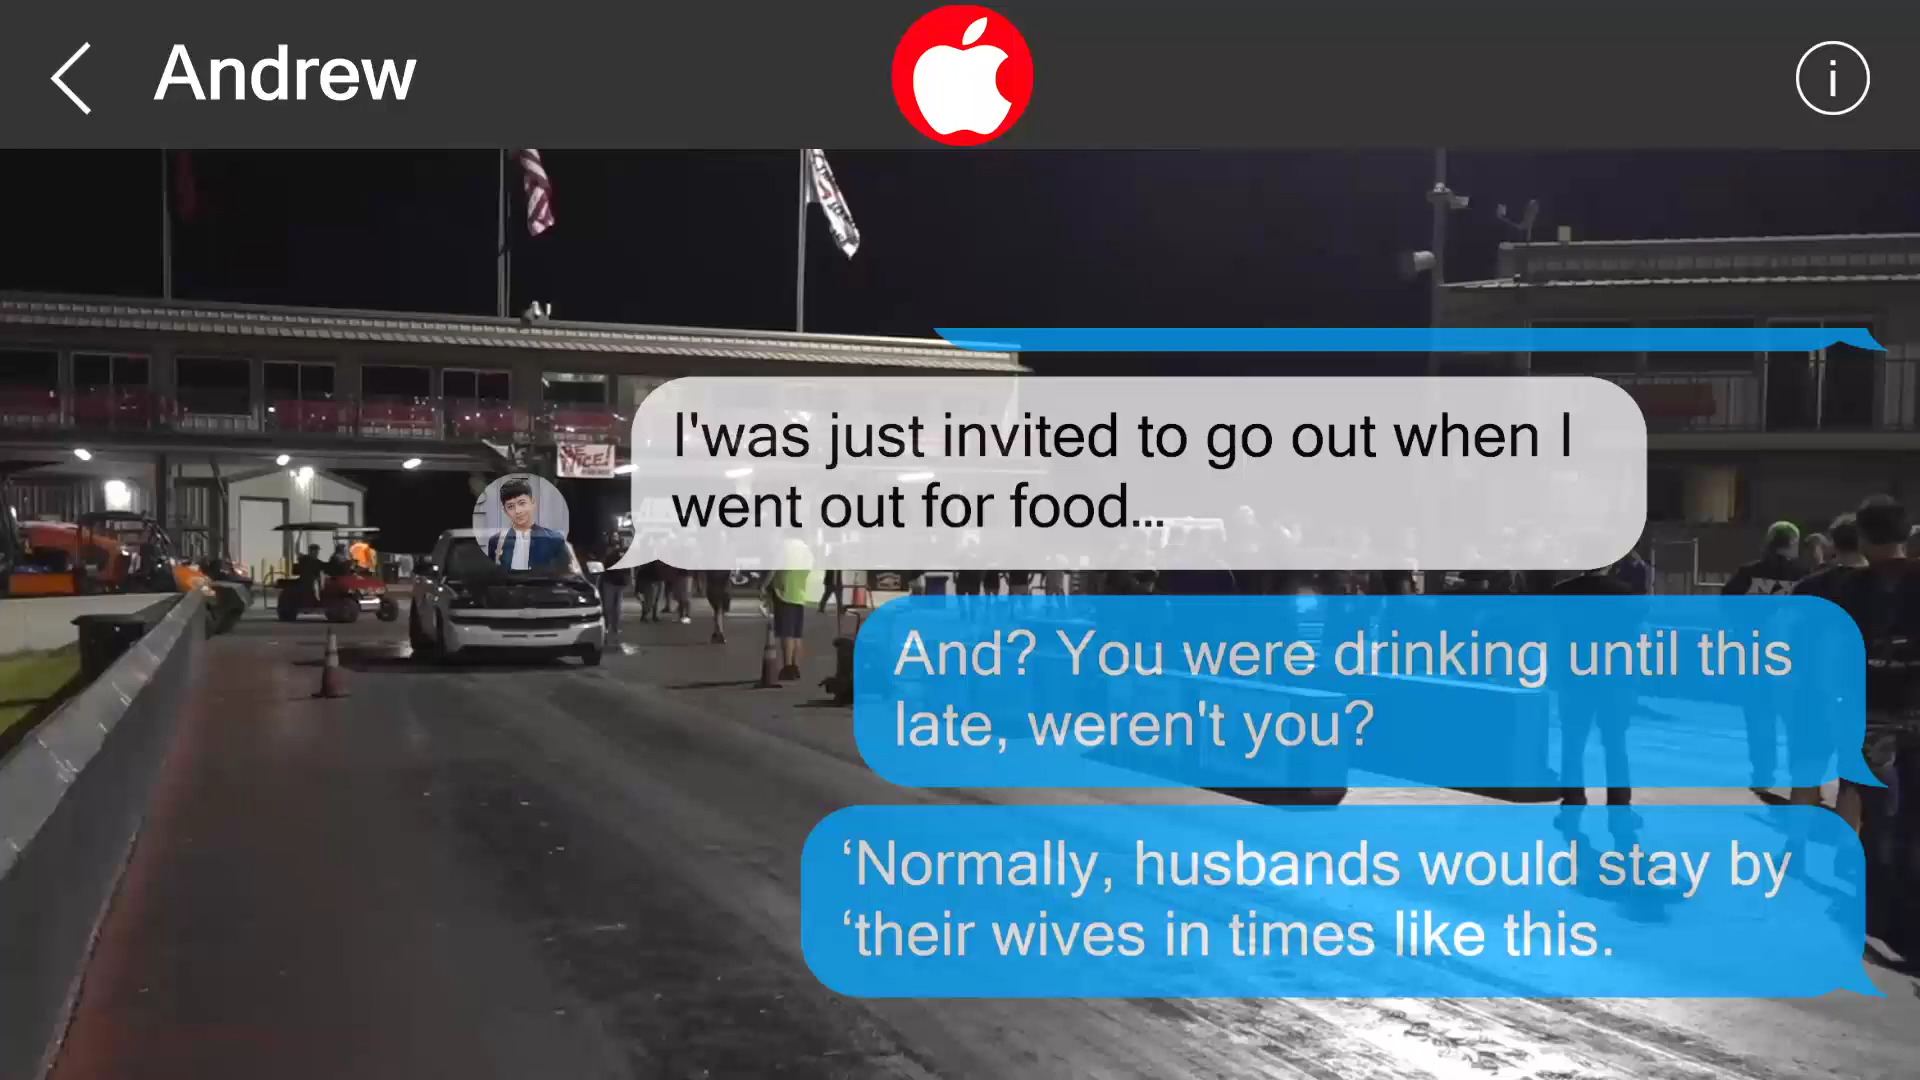 Andrew
i
I'was just invited to go out when I
went out for food...
And? You were drinking until this
late, weren't you?
‘Normally, husbands would stay by
‘their wives in times like this.